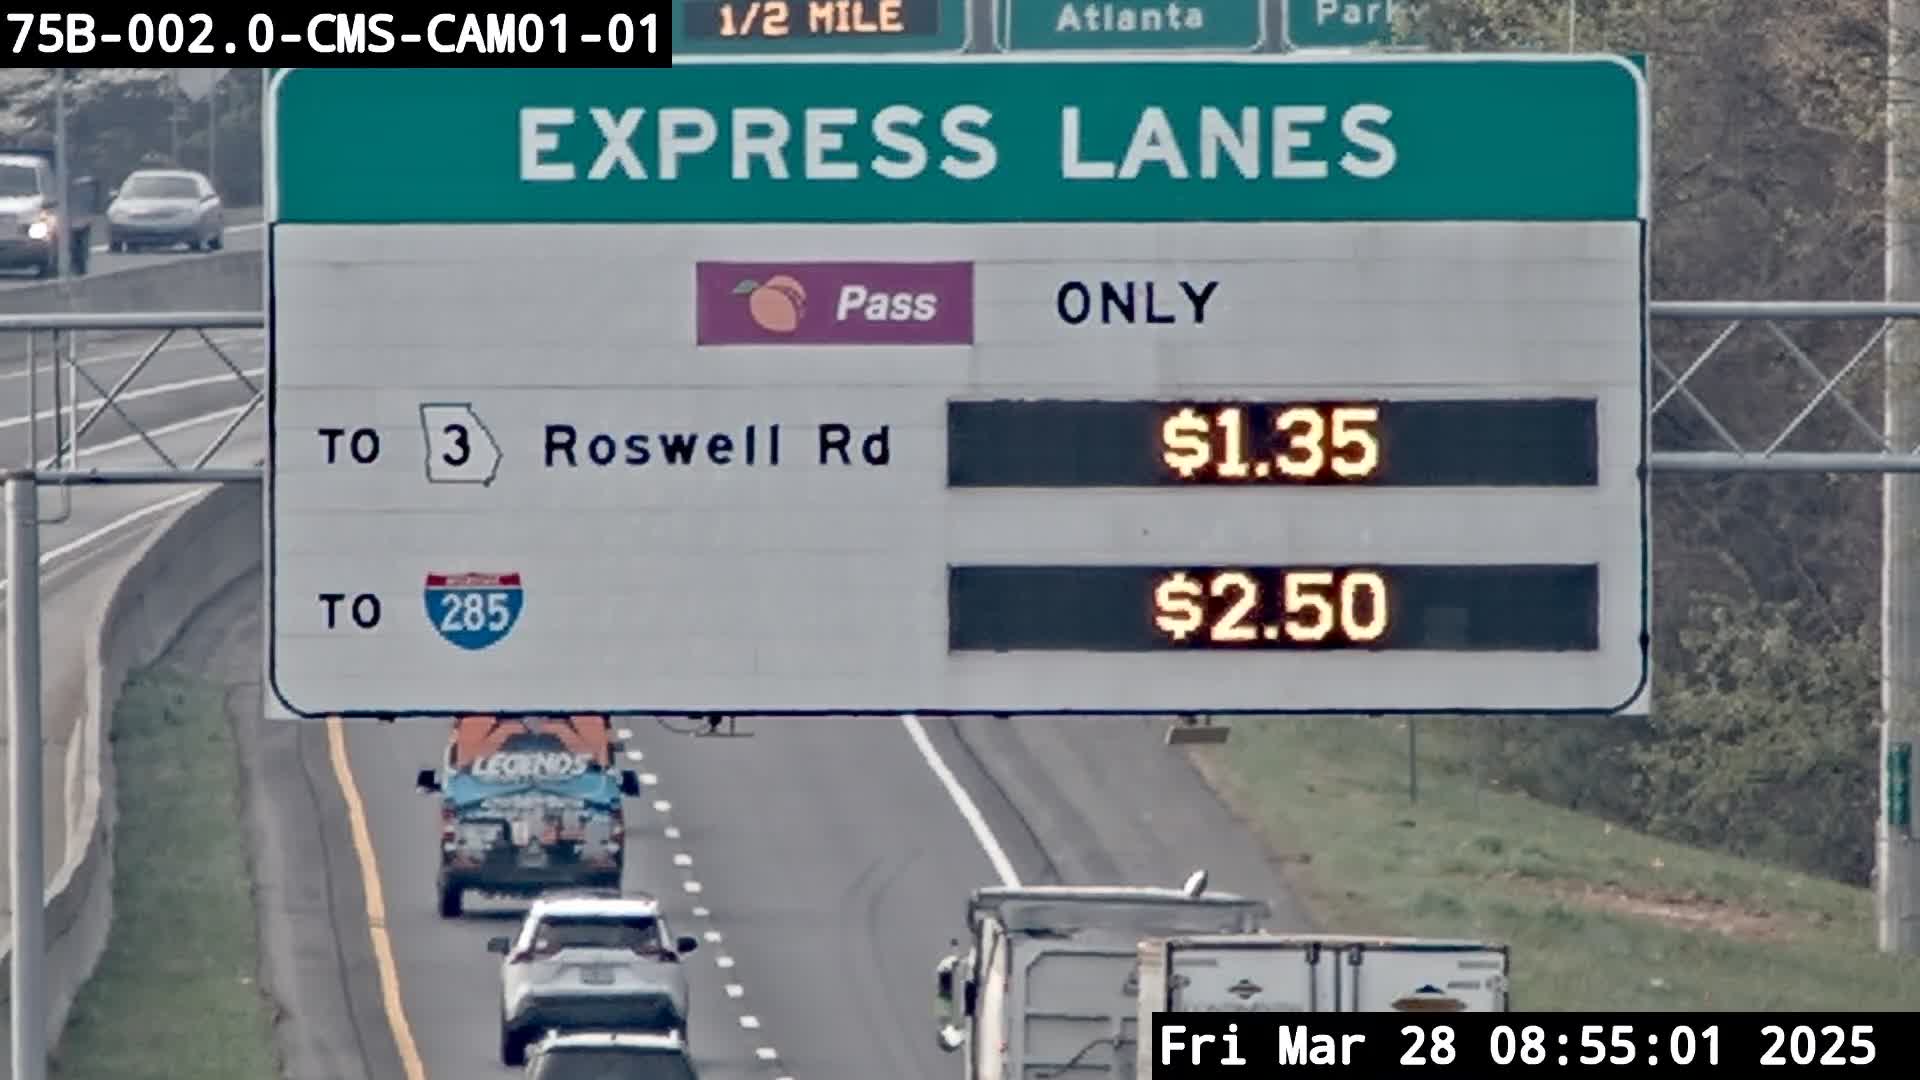 75B-002.0-CMS-CAM01-01
1/2 MILE
Atlanta
EXPRESS LANES
Pass ONLY
TO 3 Roswell Rd $1.35
TO 285 $2.50
LEGENDS
Fri Mar 28 08:55:01 2025